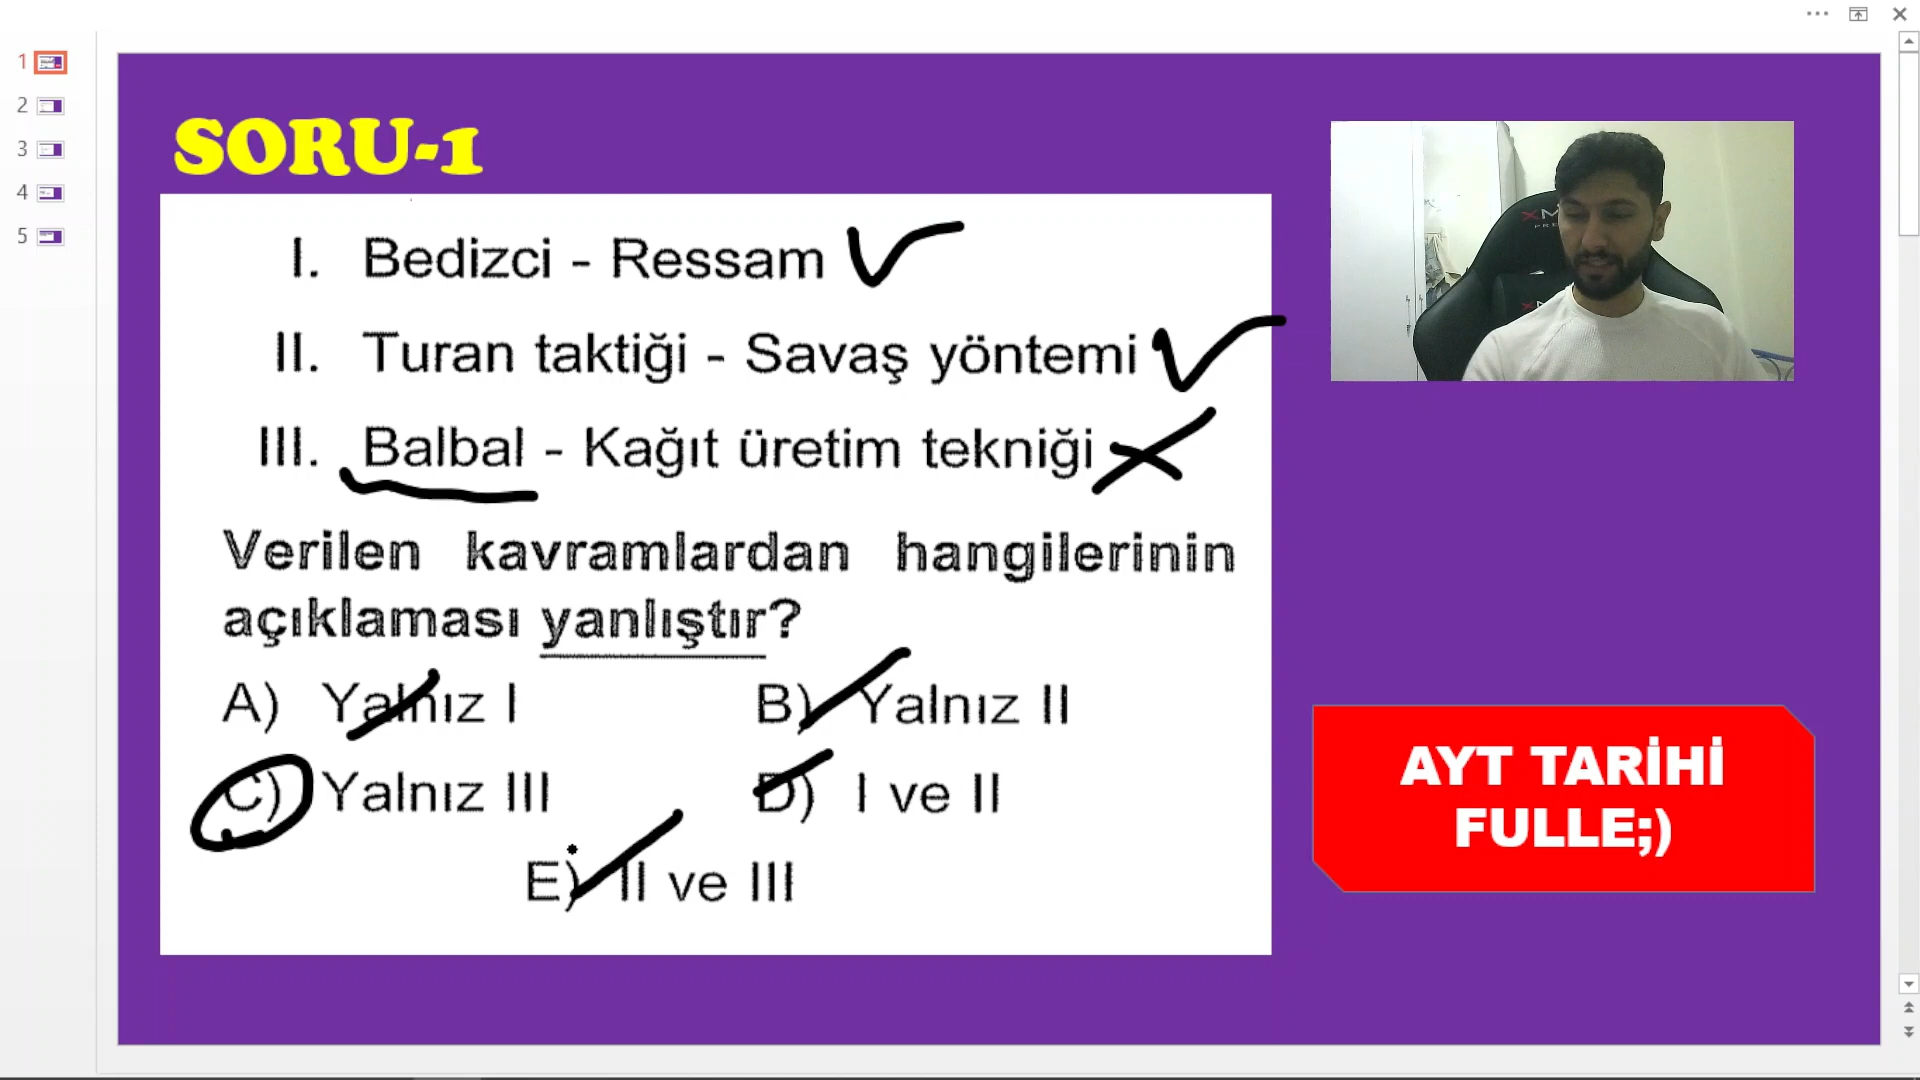 1
2
3
4
5
SORU-1
I. Bedizci - Ressam
II. Turan taktiği - Savaş yöntemi
III. Balbal - Kağıt üretim tekniği
Verilen kavramlardan hangilerinin
açıklaması yanlıştır?
A) Yalnız I
B) Yalnız II
C) Yalnız III
D) I ve II
E) II ve III
AYT TARİHİ
FULLE;)